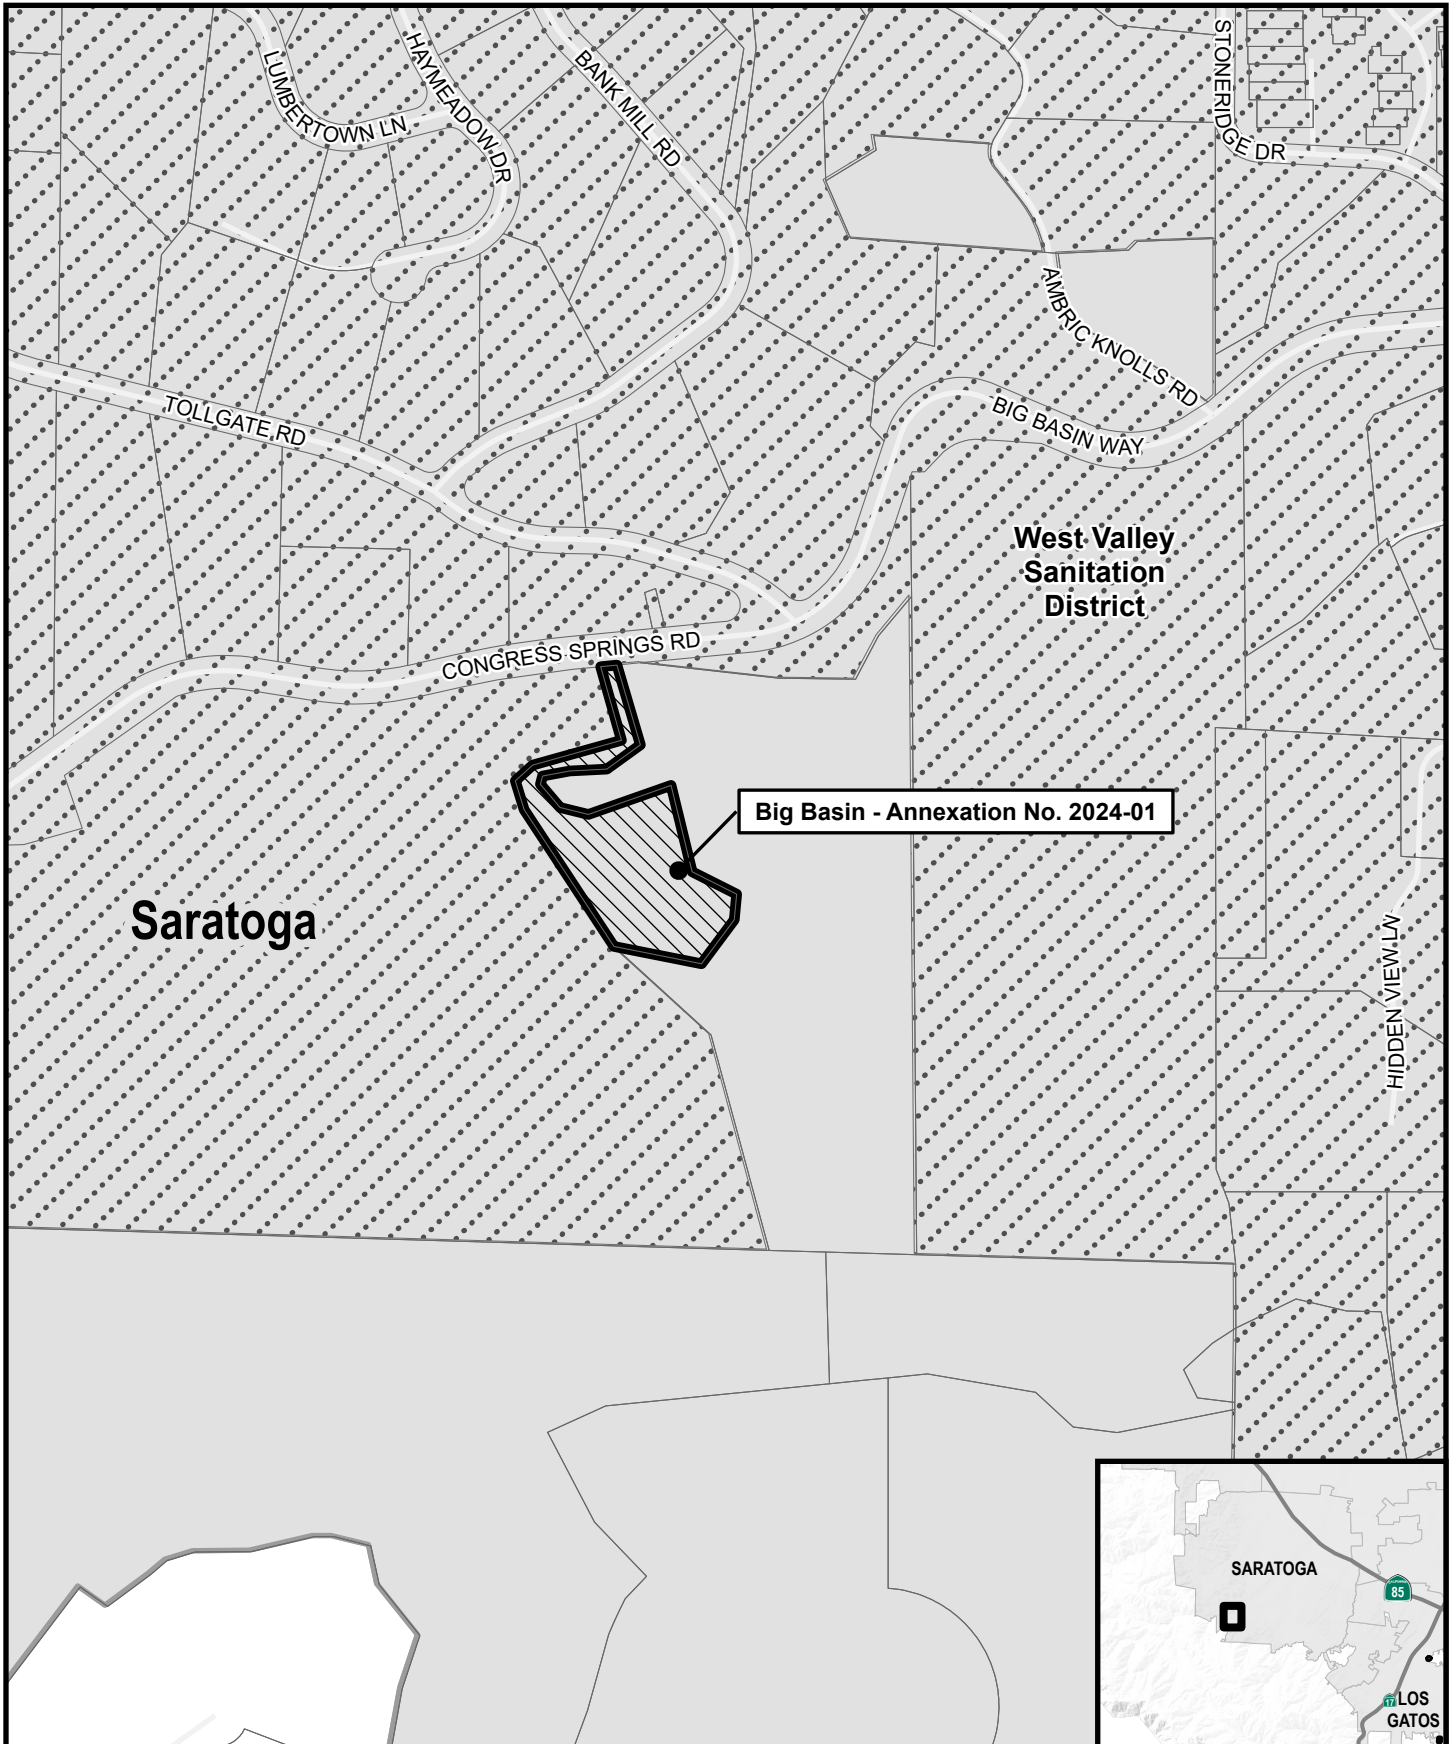 LUMBERTOWN LN
HAYMEADOW DR
BANK MILL RD
STONERIDGE DR
AMBRIC KNOLLS RD
TOLLGATE RD
BIG BASIN WAY
West Valley
Sanitation
District
CONGRESS SPRINGS RD
Big Basin - Annexation No. 2024-01
Saratoga
HIDDEN VIEW LN
SARATOGA
CALIFORNIA
85
17
LOS
GATOS